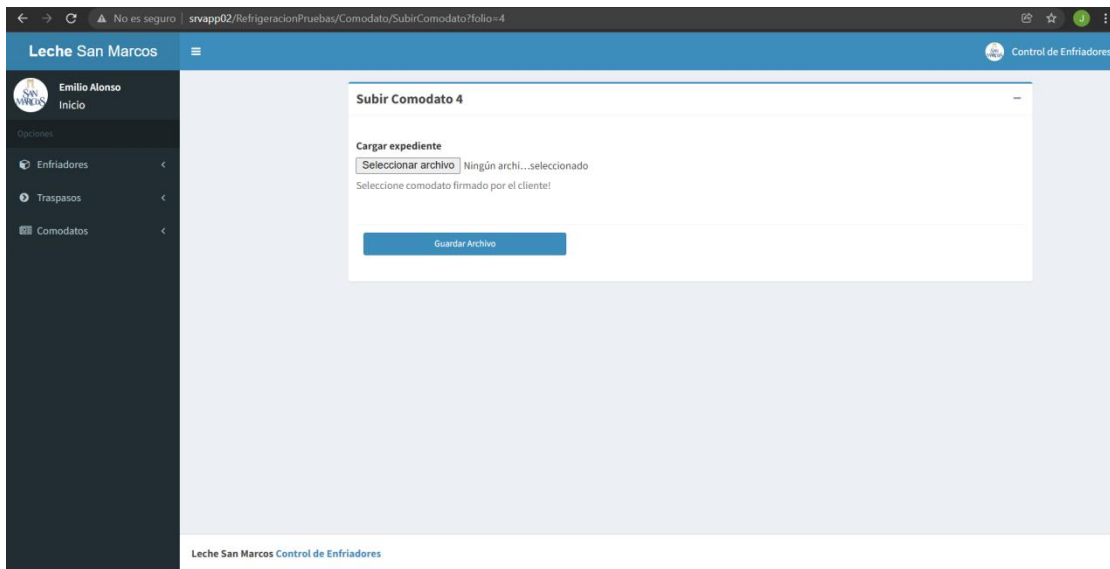 No es seguro srvapp02/RefrigeracionPruebas/Comodato/SubirComodato?folio=4
J
Leche San Marcos
Control de Enfriadores
SAN MARCOS
Emilio Alonso
Inicio
Opciones
Enfriadores
Traspasos
Comodatos
Subir Comodato 4
Cargar expediente
Seleccionar archivo Ningún archi...seleccionado
Seleccione comodato firmado por el cliente!
Guardar Archivo
Leche San Marcos Control de Enfriadores